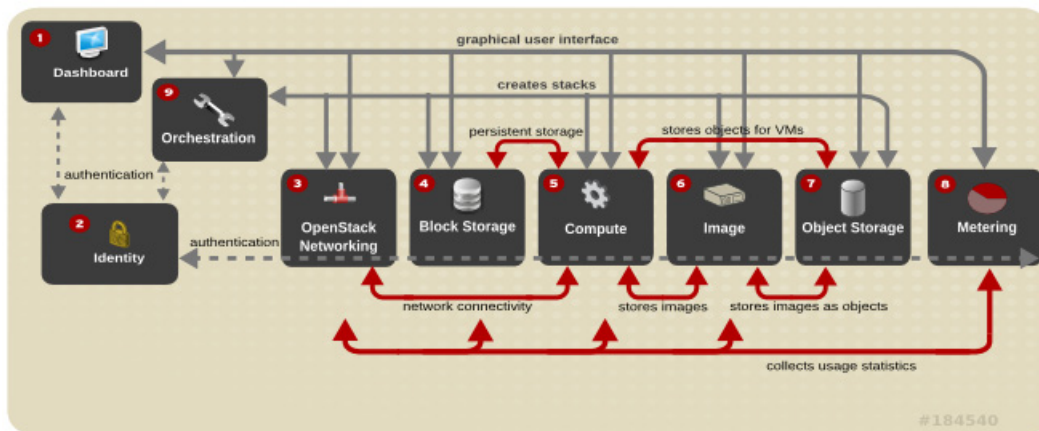 graphical user interface
1
Dashboard
creates stacks
9
Orchestration
persistent storage
stores objects for VMs
authentication
3
OpenStack
Networking
4
Block Storage
5
Compute
6
Image
7
Object Storage
8
Metering
2
Identity
authentication
network connectivity
stores images
stores images as objects
collects usage statistics
#184540